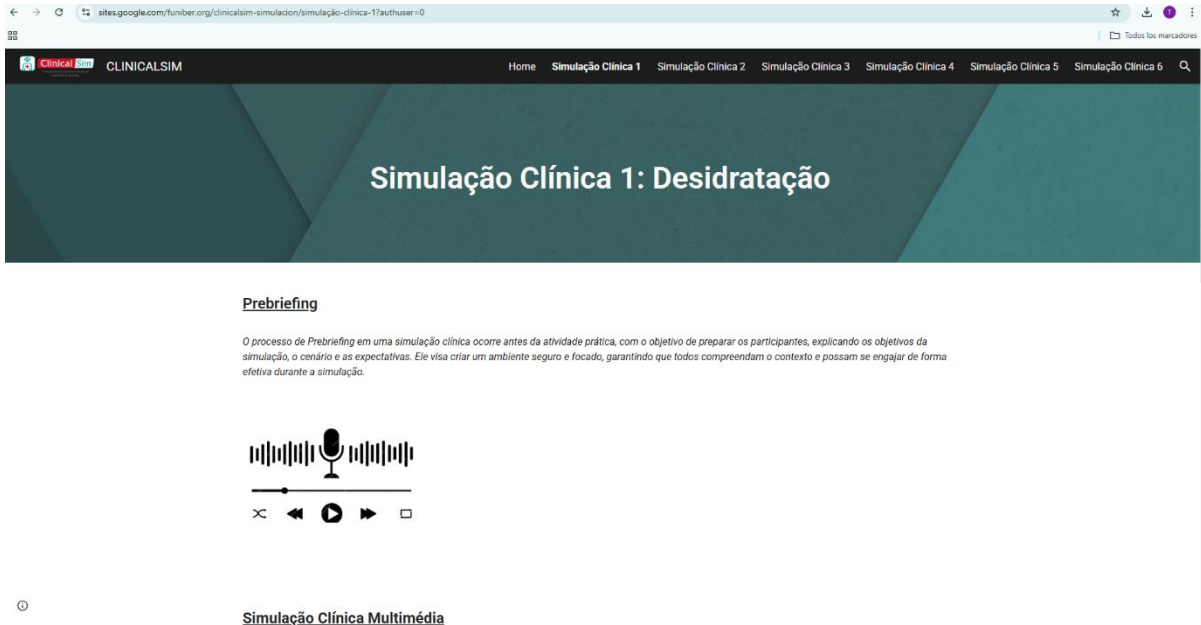 sites.google.com/funiber.org/clinicalsim-simulacion/simulação-clínica-1?authuser=0
T
Todos los marcadores
Clinical Sim
CLINICALSIM
Home Simulação Clínica 1 Simulação Clínica 2 Simulação Clínica 3 Simulação Clínica 4 Simulação Clínica 5 Simulação Clínica 6
Simulação Clínica 1: Desidratação
Prebriefing
O processo de Prebriefing em uma simulação clínica ocorre antes da atividade prática, com o objetivo de preparar os participantes, explicando os objetivos da
simulação, o cenário e as expectativas. Ele visa criar um ambiente seguro e focado, garantindo que todos compreendam o contexto e possam se engajar de forma
efetiva durante a simulação.
Simulação Clínica Multimédia